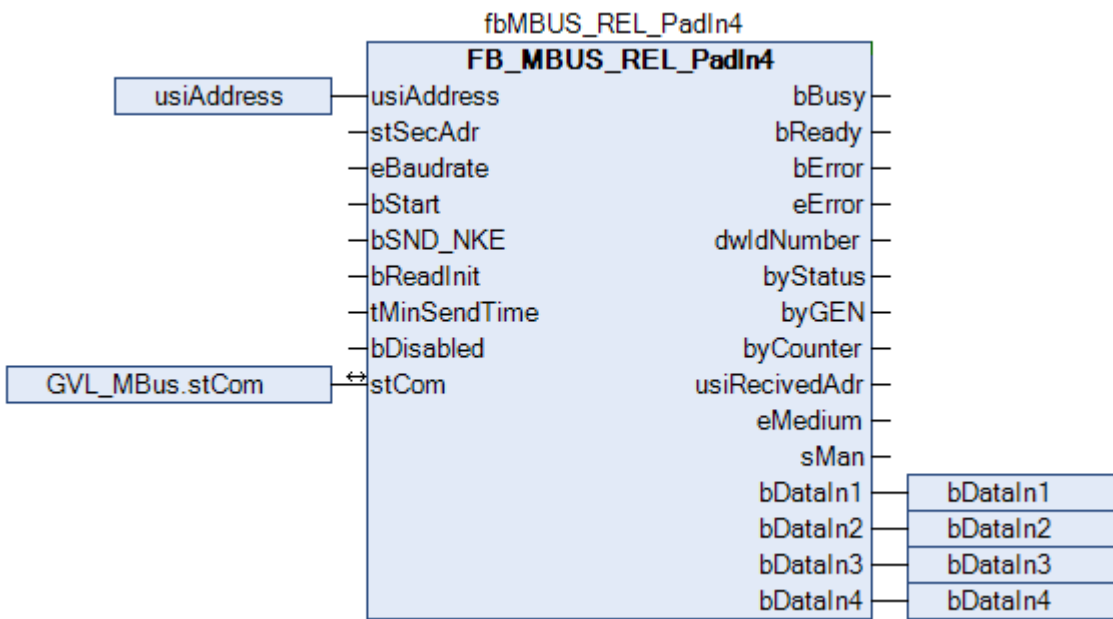 fbMBUS_REL_PadIn4
FB_MBUS_REL_PadIn4
usiAddress usiAddress bBusy
stSecAdr bReady
eBaudrate bError
bStart eError
bSND_NKE dwIdNumber
bReadInit byStatus
tMinSendTime byGEN
bDisabled byCounter
GVL_MBus.stCom stCom usiRecivedAdr
eMedium
sMan
bDataIn1 bDataIn1
bDataIn2 bDataIn2
bDataIn3 bDataIn3
bDataIn4 bDataIn4